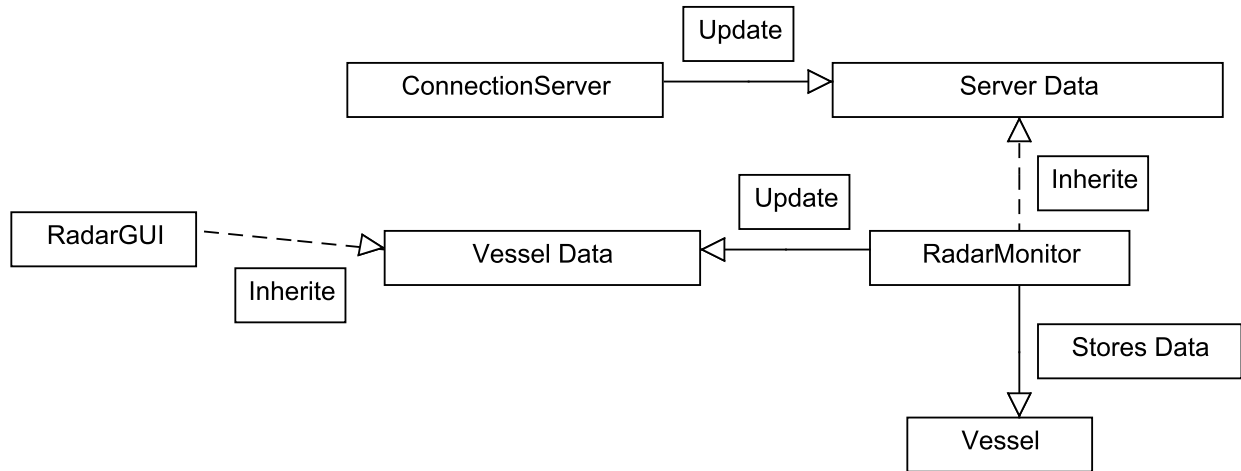 Update
ConnectionServer
Server Data
Inherite
Update
RadarGUI
Vessel Data
RadarMonitor
Inherite
Stores Data
Vessel